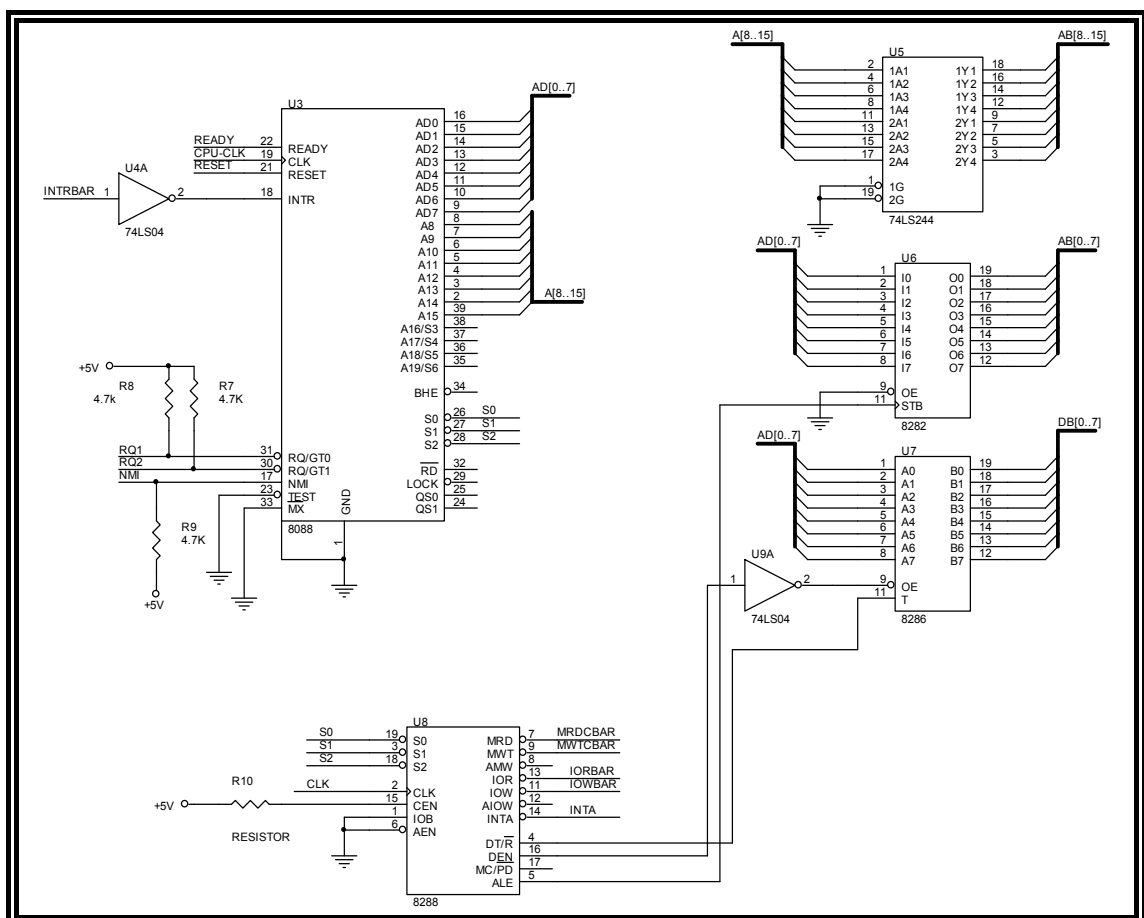 A[8..15]
AB[8..15]
U5
2 1A1 1Y1 18
4 1A2 1Y2 16
6 1A3 1Y3 14
8 1A4 1Y4 12
11 2A1 2Y1 9
13 2A2 2Y2 7
15 2A3 2Y3 5
17 2A4 2Y4 3
1 1G
19 2G
74LS244
U3
AD[0..7]
AD0 16
AD1 15
READY 22 READY AD2 14
CPU-CLK 19 CLK AD3 13
RESET 21 RESET AD4 12
AD5 11
U4A
INTRBAR 1 2 18 INTR AD6 10
74LS04
AD7 9
A8 8
A9 7
A10 6
A11 5
A12 4
A13 3
A14 2
A[8..15]
A15 39
A16/S3 38
A17/S4 37
A18/S5 36
A19/S6 35
BHE 34
S0 26 S0
S1 27 S1
S2 28 S2
+5V
R8
4.7k
R7
4.7K
RQ1 31 RQ/GT0 RD 32
RQ2 30 RQ/GT1 LOCK 29
NMI 17 NMI QS0 25
23 TEST QS1 24
33 MX
GND
1
8088
R9
4.7K
+5V
AD[0..7]
AB[0..7]
U6
1 I0 O0 19
2 I1 O1 18
3 I2 O2 17
4 I3 O3 16
5 I4 O4 15
6 I5 O5 14
7 I6 O6 13
8 I7 O7 12
9 OE
11 STB
8282
AD[0..7]
DB[0..7]
U7
1 A0 B0 19
2 A1 B1 18
3 A2 B2 17
4 A3 B3 16
5 A4 B4 15
6 A5 B5 14
7 A6 B6 13
8 A7 B7 12
U9A
1 2 9 OE
11 T
74LS04
8286
U8
S0 19 S0 MRD 7 MRDCBAR
S1 3 S1 MWT 9 MWTCBAR
S2 18 S2 AMW 8
IOR 13 IORBAR
CLK 2 CLK IOW 11 IOWBAR
R10
+5V 15 CEN AIOW 12
1 IOB INTA 14 INTA
6 AEN
RESISTOR
DT/R 4
DEN 16
MC/PD 17
ALE 5
8288